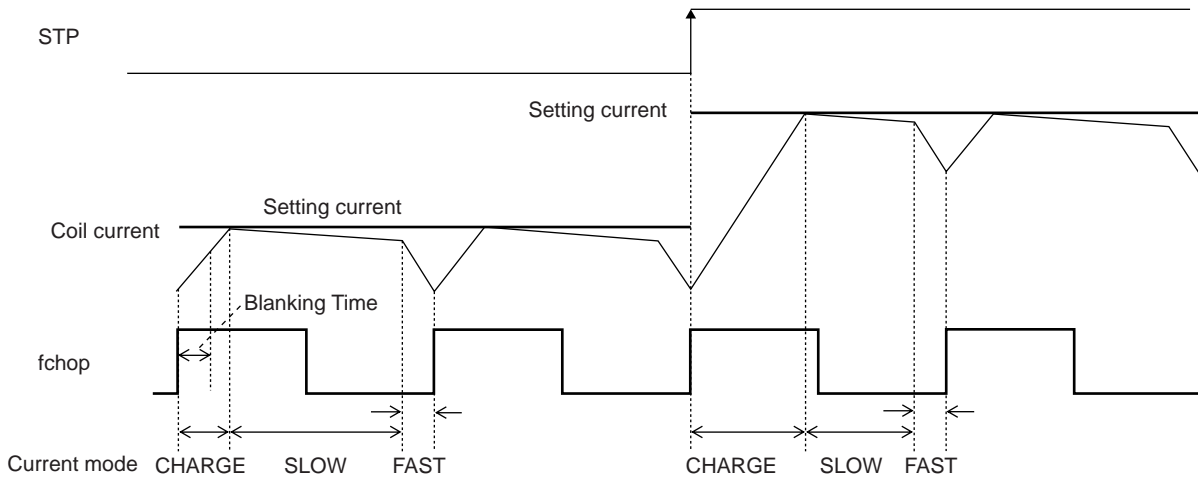 STP
Setting current
Setting current
Coil current
Blanking Time
fchop
Current mode CHARGE SLOW FAST CHARGE SLOW FAST